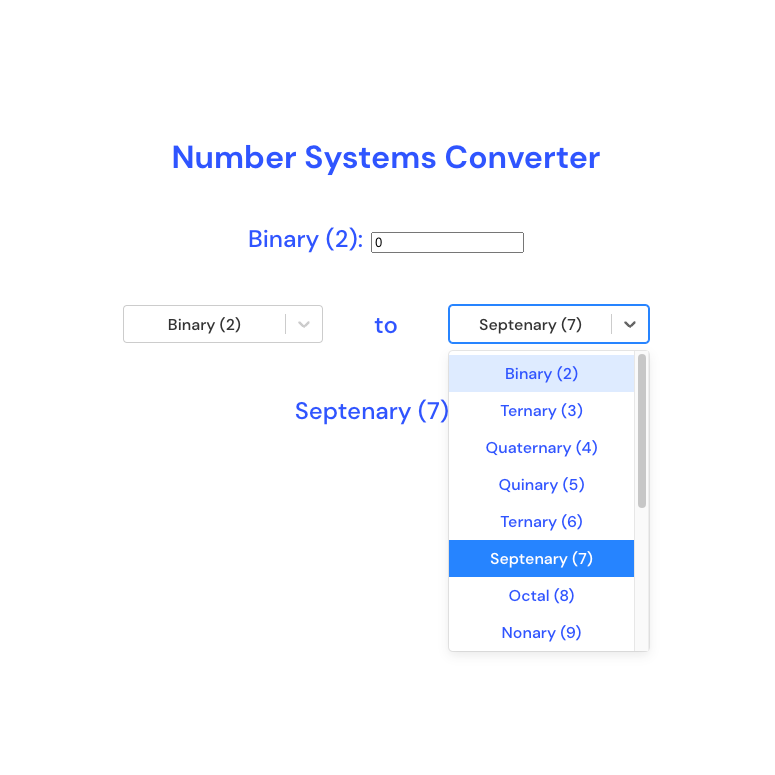 Number Systems Converter
Binary (2): 0
Binary (2) to Septenary (7)
Septenary (7)
Binary (2)
Ternary (3)
Quaternary (4)
Quinary (5)
Ternary (6)
Septenary (7)
Octal (8)
Nonary (9)